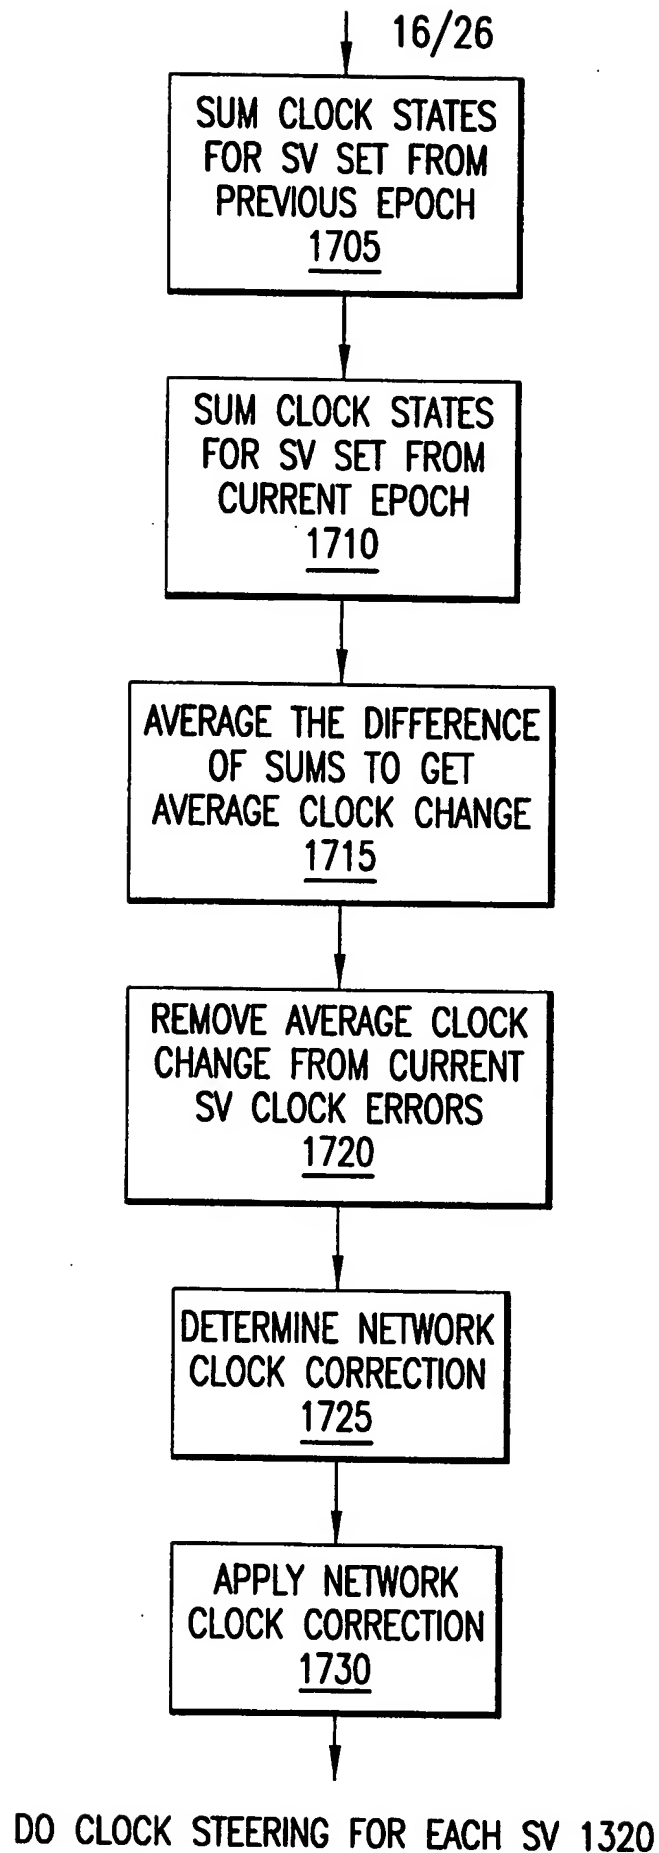 16/26
SUM CLOCK STATES
FOR SV SET FROM
PREVIOUS EPOCH
1705
SUM CLOCK STATES
FOR SV SET FROM
CURRENT EPOCH
1710
AVERAGE THE DIFFERENCE
OF SUMS TO GET
AVERAGE CLOCK CHANGE
1715
REMOVE AVERAGE CLOCK
CHANGE FROM CURRENT
SV CLOCK ERRORS
1720
DETERMINE NETWORK
CLOCK CORRECTION
1725
APPLY NETWORK
CLOCK CORRECTION
1730
DO CLOCK STEERING FOR EACH SV 1320